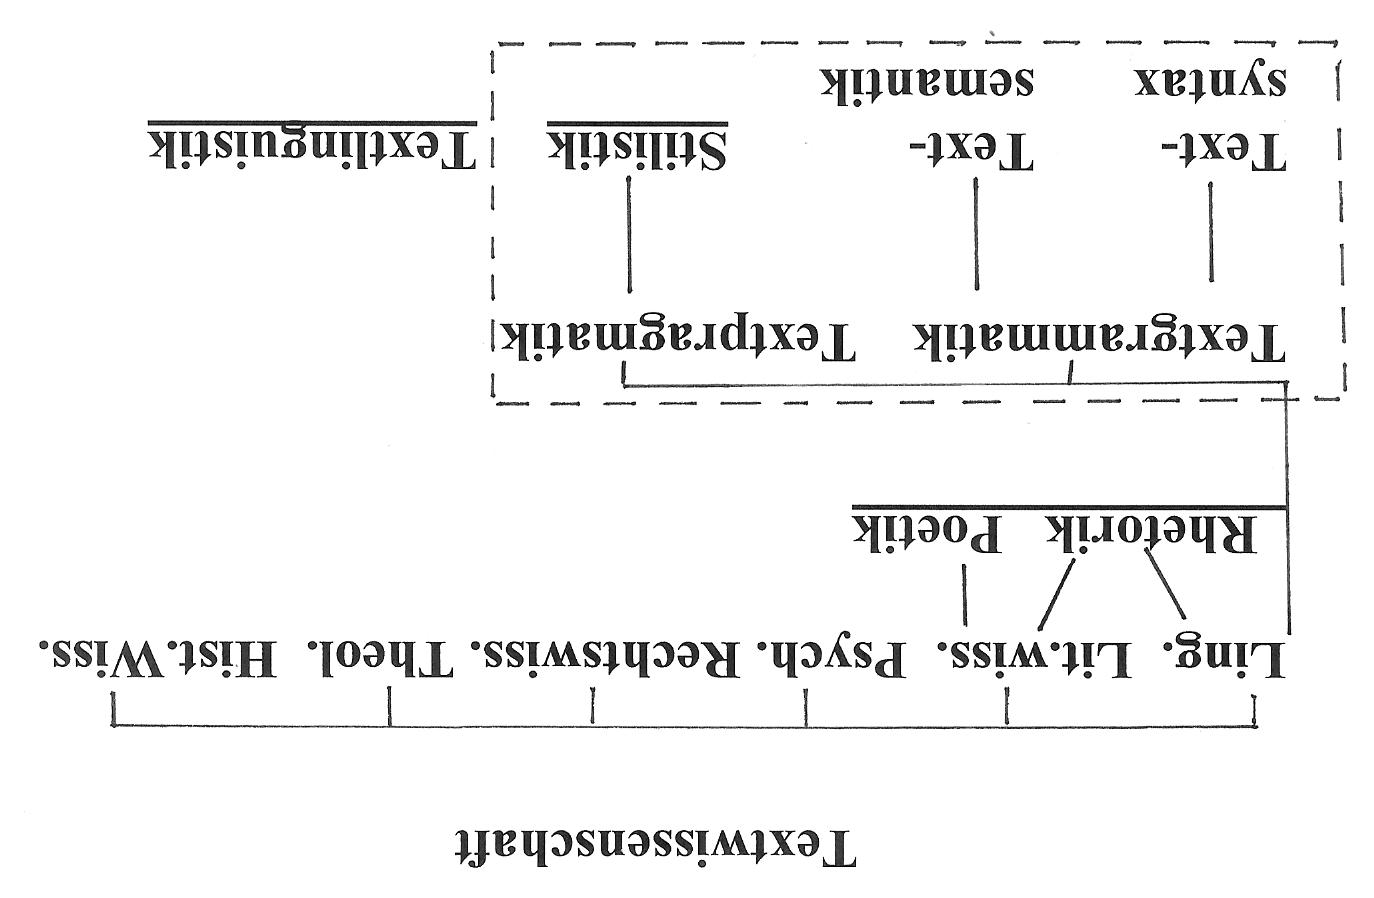 Textwissenschaft
Ling. Lit.wiss. Psych. Rechtswiss. Theol. Hist.Wiss.
Rhetorik Poetik
Textgrammatik Textpragmatik
Text- Text- Stilistik Textlinguistik
syntax semantik